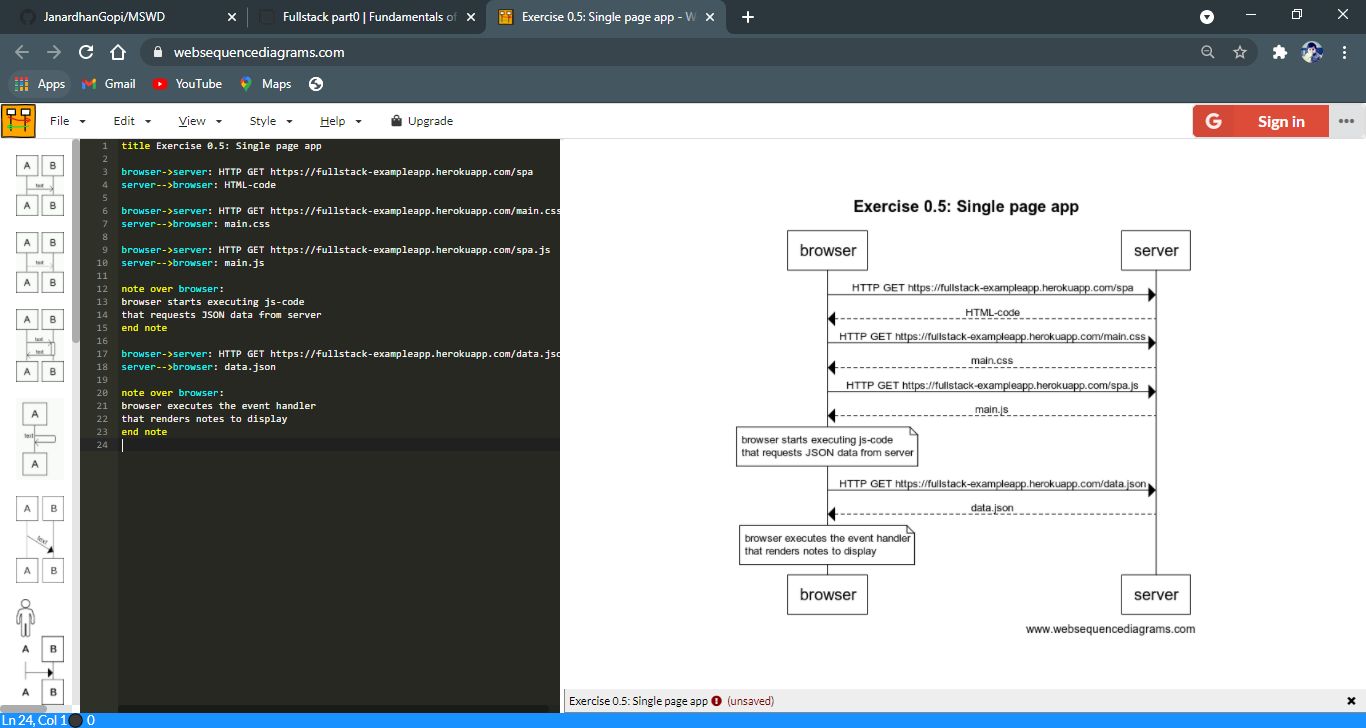 JanardhanGopi/MSWD
Fullstack part0 | Fundamentals of
Exercise 0.5: Single page app - W
websequencediagrams.com
Apps
Gmail
YouTube
Maps
File
Edit
View
Style
Help
Upgrade
G
Sign in
A B
text
A B
A B
text
A B
A B
text
text
A B
A
text
A
A B
text
A B
A B
A B
1 title Exercise 0.5: Single page app
2
3 browser->server: HTTP GET https://fullstack-exampleapp.herokuapp.com/spa
4 server-->browser: HTML-code
5
6 browser->server: HTTP GET https://fullstack-exampleapp.herokuapp.com/main.css
7 server-->browser: main.css
8
9 browser->server: HTTP GET https://fullstack-exampleapp.herokuapp.com/spa.js
10 server-->browser: main.js
11
12 note over browser:
13 browser starts executing js-code
14 that requests JSON data from server
15 end note
16
17 browser->server: HTTP GET https://fullstack-exampleapp.herokuapp.com/data.jsc
18 server-->browser: data.json
19
20 note over browser:
21 browser executes the event handler
22 that renders notes to display
23 end note
24
Exercise 0.5: Single page app
browser
server
HTTP GET https://fullstack-exampleapp.herokuapp.com/spa
HTML-code
HTTP GET https://fullstack-exampleapp.herokuapp.com/main.css
main.css
HTTP GET https://fullstack-exampleapp.herokuapp.com/spa.js
main.js
browser starts executing js-code
that requests JSON data from server
HTTP GET https://fullstack-exampleapp.herokuapp.com/data.json
data.json
browser executes the event handler
that renders notes to display
browser
server
www.websequencediagrams.com
Exercise 0.5: Single page app (unsaved)
Ln 24, Col 1 0